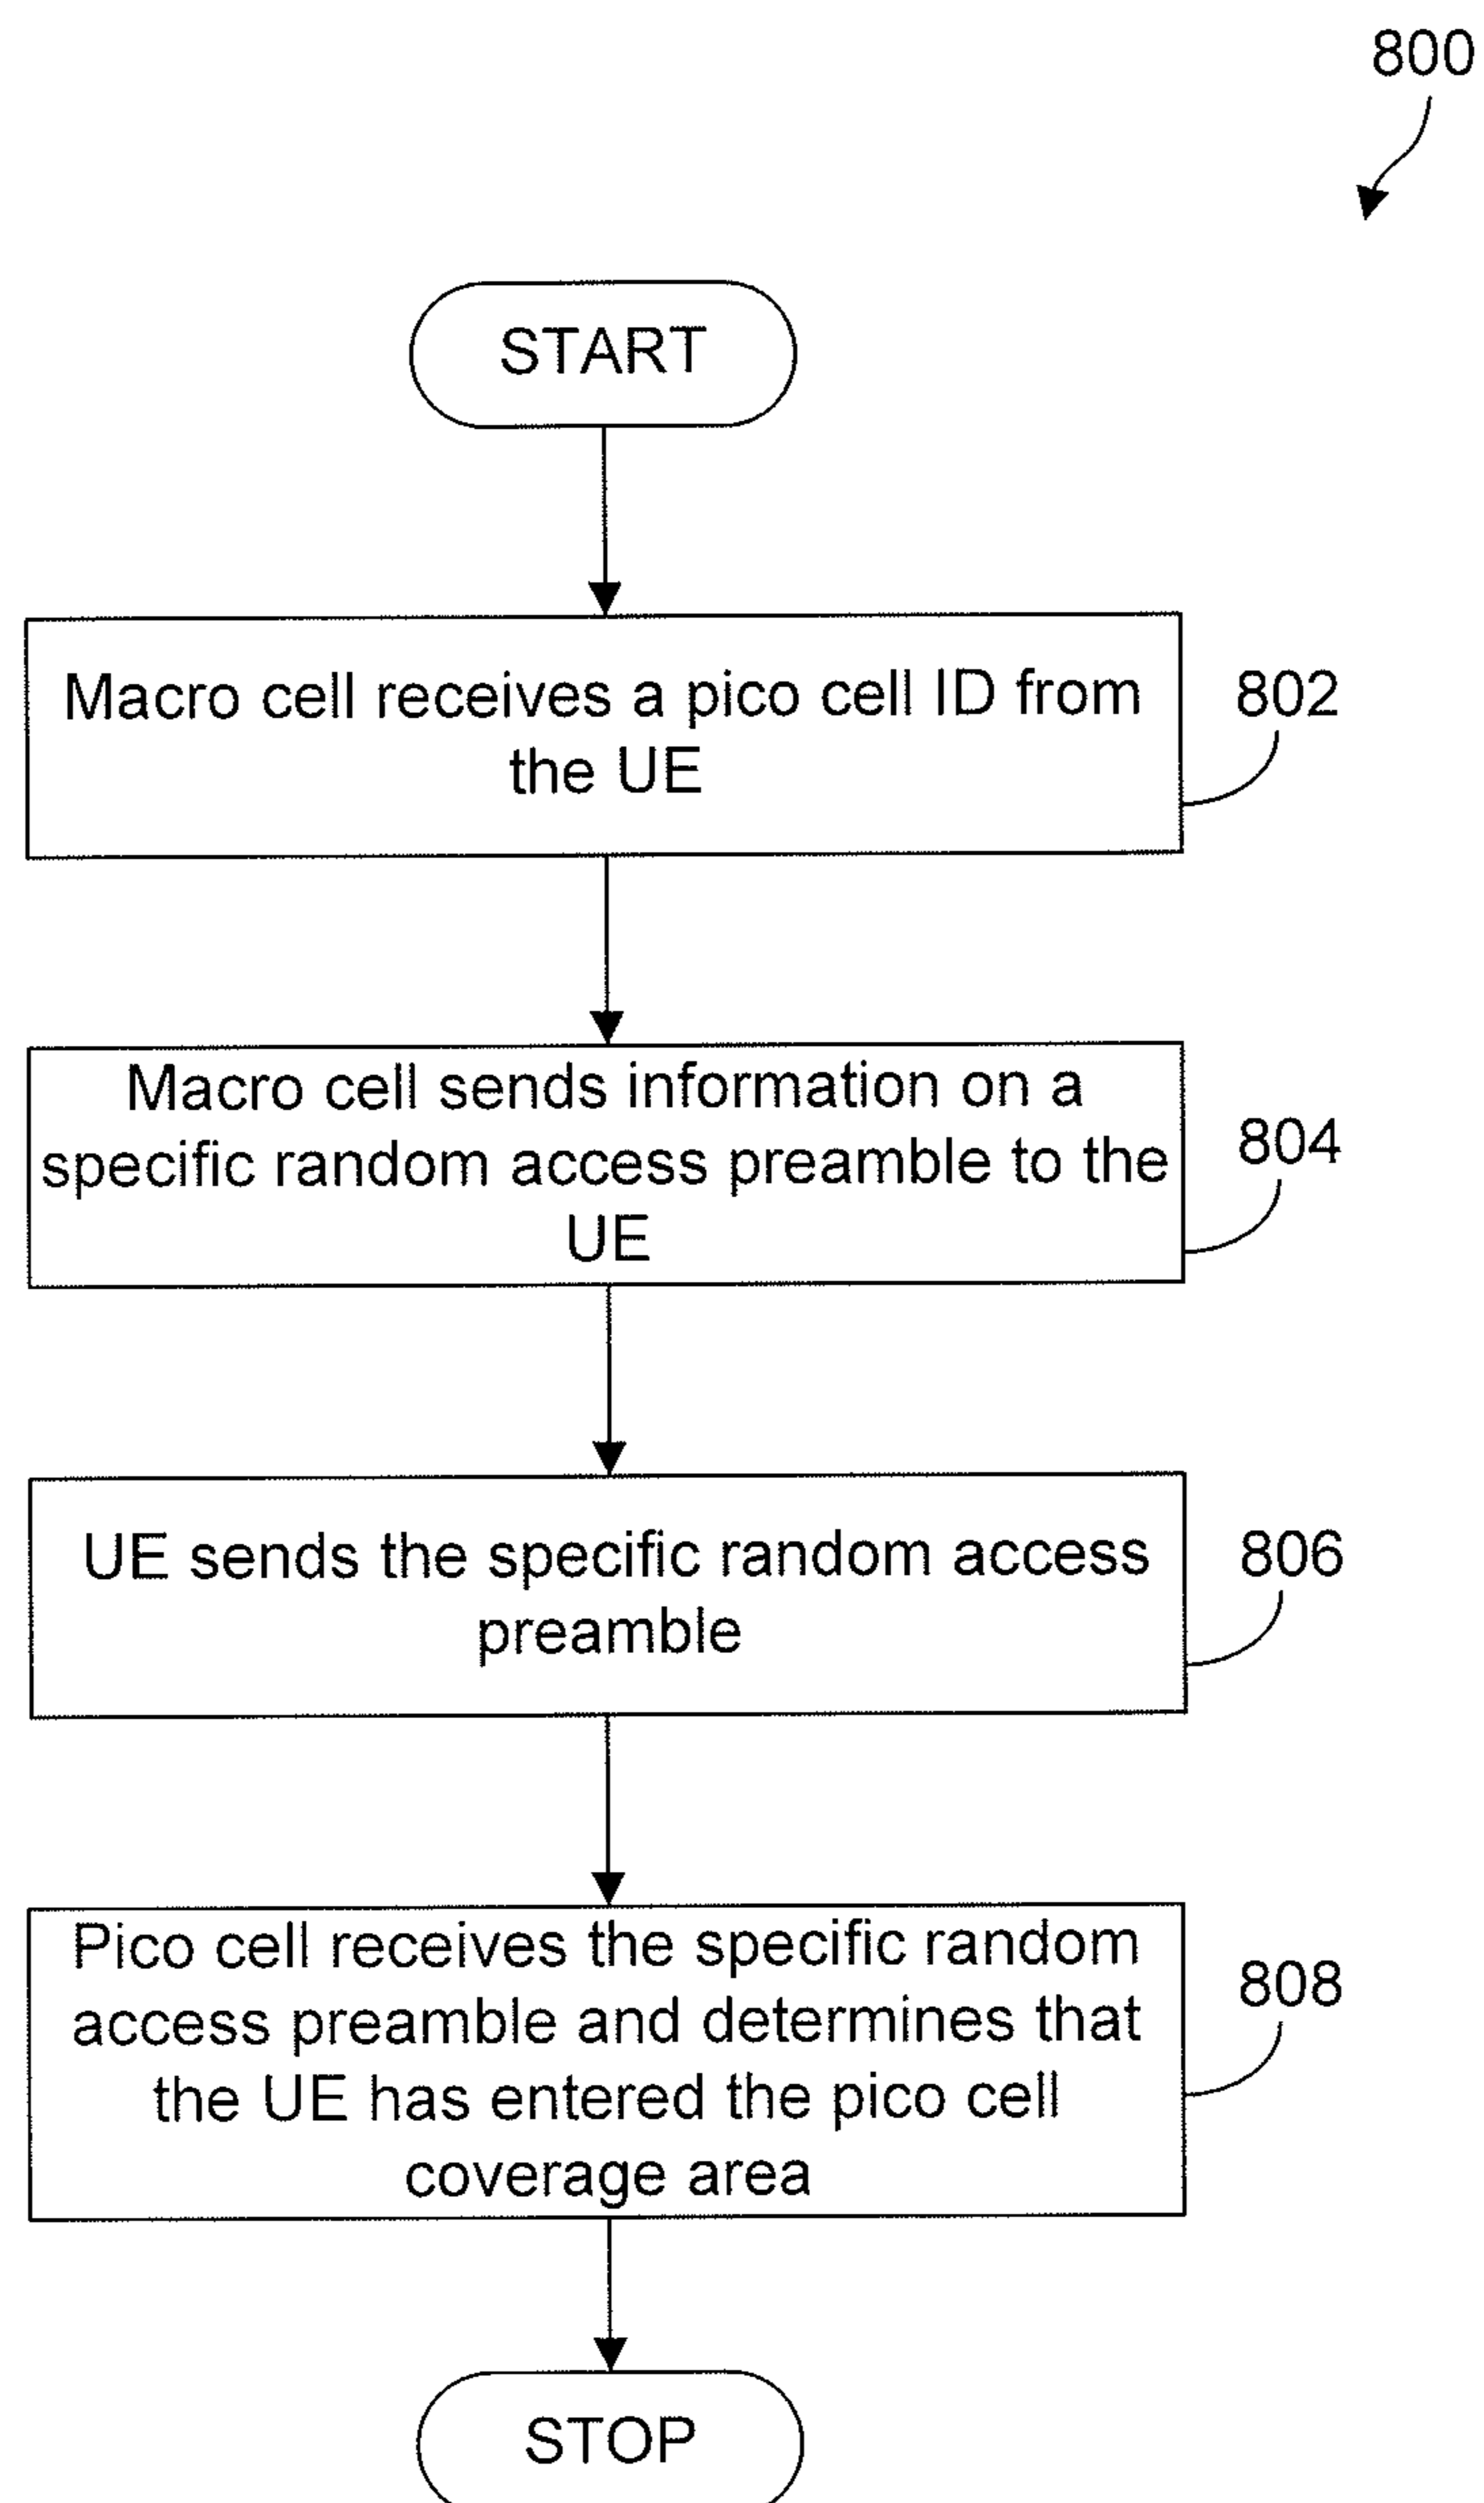 800
START
Macro cell receives a pico cell ID from
the UE
802
Macro cell sends information on a
specific random access preamble to the
UE
804
UE sends the specific random access
preamble
806
Pico cell receives the specific random
access preamble and determines that
the UE has entered the pico cell
coverage area
808
STOP